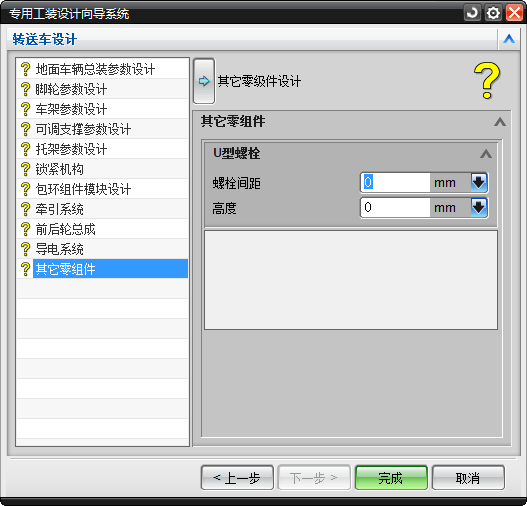 专用工装设计向导系统
转送车设计
地面车辆总装参数设计
脚轮参数设计
车架参数设计
可调支撑参数设计
托架参数设计
锁紧机构
包环组件模块设计
牵引系统
前后轮总成
导电系统
其它零组件
其它零级件设计
其它零组件
U型螺栓
螺栓间距 0 mm
高度 0 mm
< 上一步 下一步 > 完成 取消